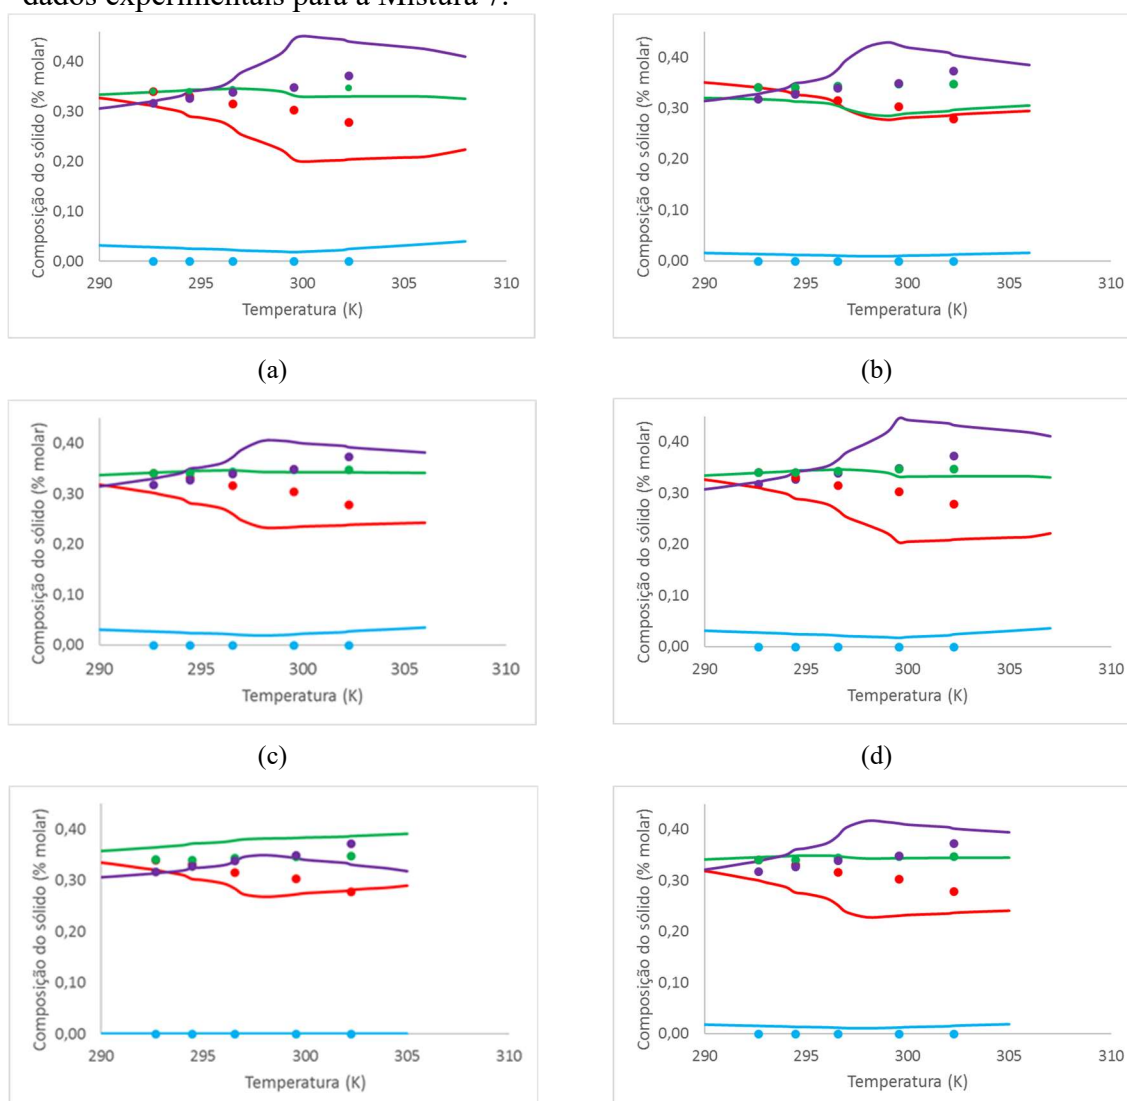 dados experimentais para a Mistura 7.
Composição do sólido (% molar)
0,40
0,30
0,20
0,10
0,00
290 295 300 305 310
Temperatura (K)
(a)
Composição do sólido (% molar)
0,40
0,30
0,20
0,10
0,00
290 295 300 305 310
Temperatura (K)
(b)
Composição do sólido (% molar)
0,40
0,30
0,20
0,10
0,00
290 295 300 305 310
Temperatura (K)
(c)
Composição do sólido (% molar)
0,40
0,30
0,20
0,10
0,00
290 295 300 305 310
Temperatura (K)
(d)
Composição do sólido (% molar)
0,40
0,30
0,20
0,10
0,00
290 295 300 305 310
Temperatura (K)
Composição do sólido (% molar)
0,40
0,30
0,20
0,10
0,00
290 295 300 305 310
Temperatura (K)